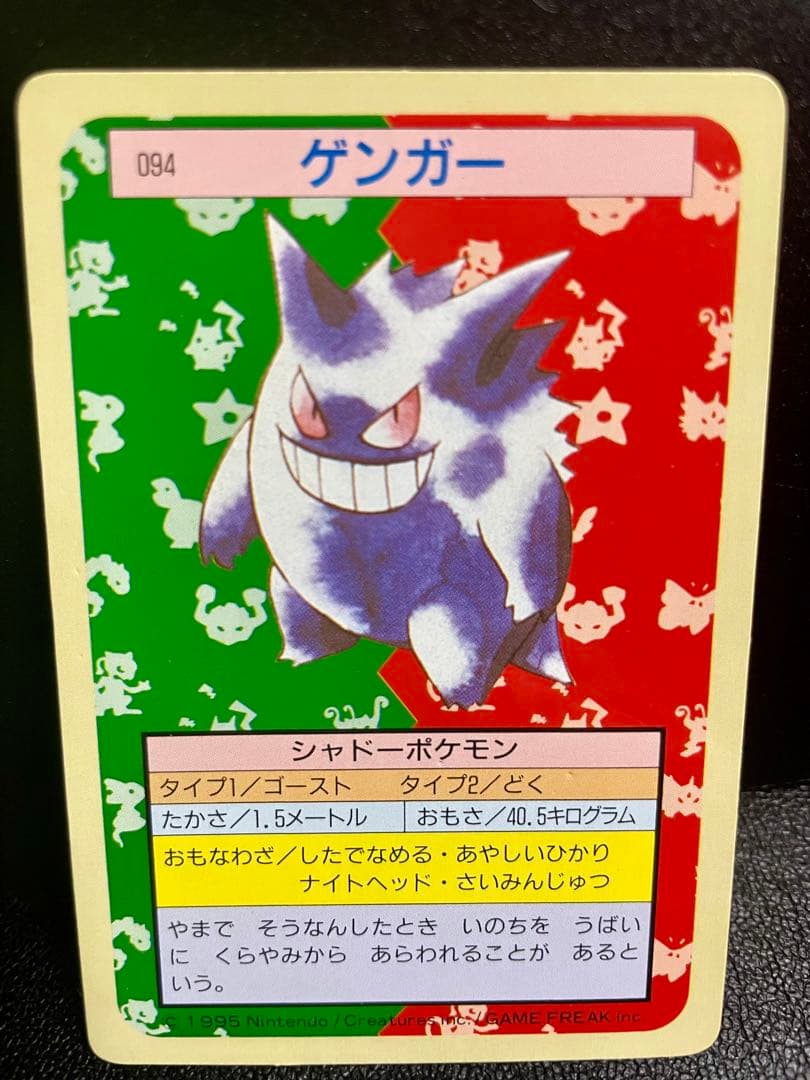 094 ゲンガー
シャドーポケモン
タイプ1/ゴースト タイプ2/どく
たかさ/1.5メートル おもさ/40.5キログラム
おもなわざ/したでなめる・あやしいひかり
ナイトヘッド・さいみんじゅつ
やまで そうなんしたとき いのちを うばい
に くらやみから あらわれることが あると
いう。
© 1995 Nintendo/Creatures inc./GAME FREAK inc.